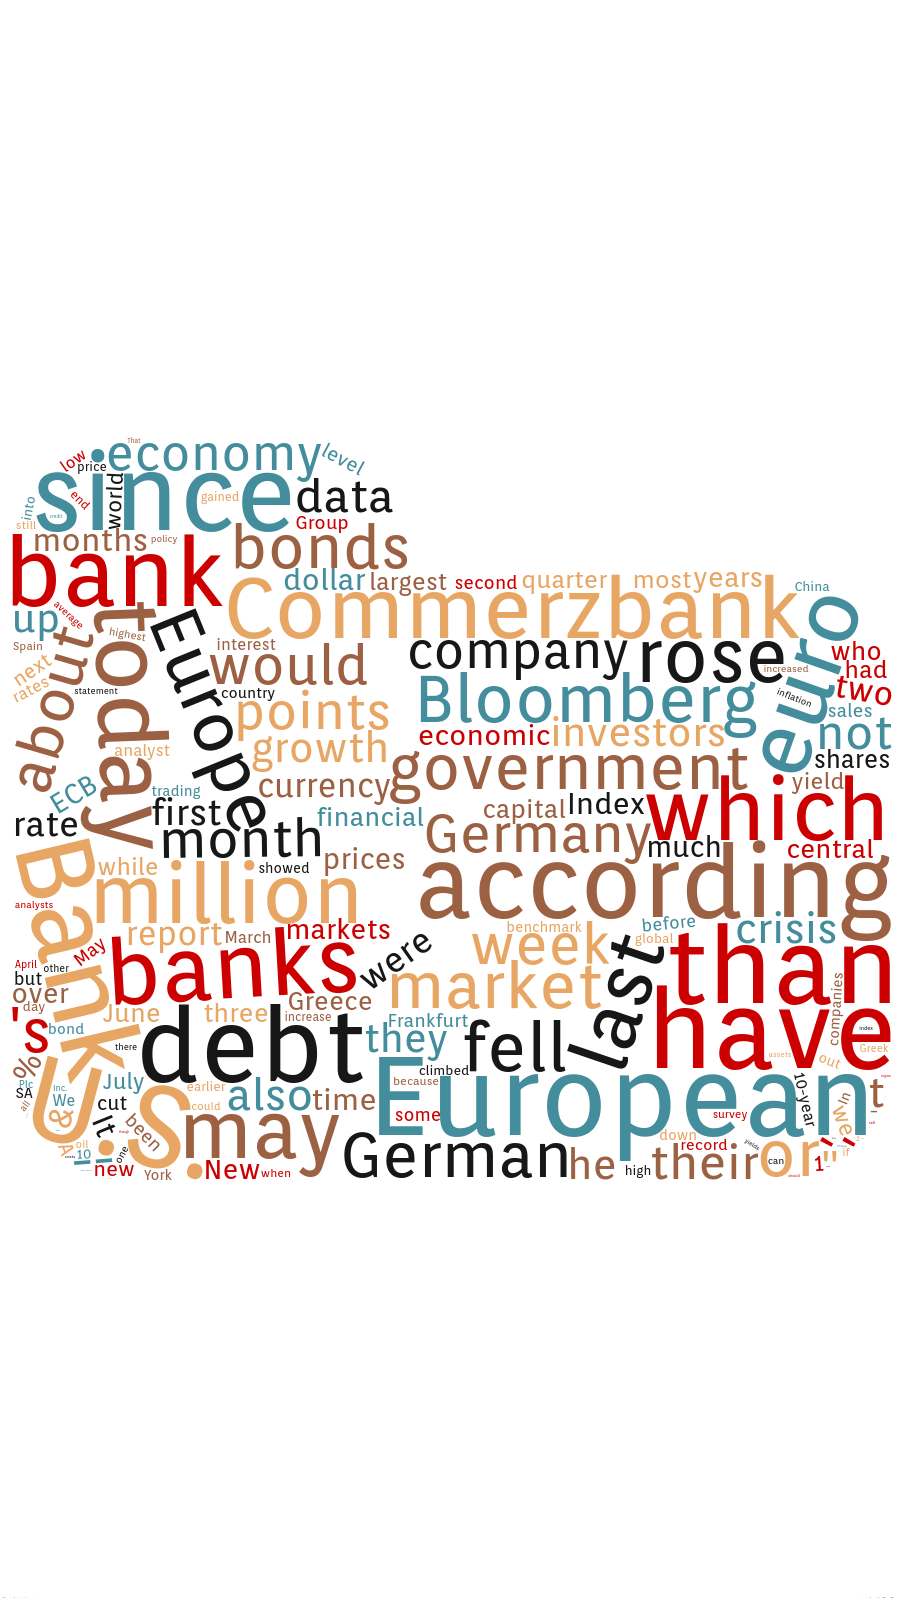 That
economy
low
price
level
since
world
end
gained
data
into
credit
still
Group
months
policy
bonds
bank
dollar
largest
second
quarter
most
years
China
Commerzbank
average
up
today
highest
Europe
euro
about
Spain
interest
would
company
rose
who
had
increased
next
rates
statement
country
Bloomberg
two
inflation
sales
points
economic
investors
not
growth
analyst
government
shares
ECB
trading
currency
yield
first
financial
capital
Index
which
rate
month
Germany
much
central
Bank
while
showed
prices
according
million
analysts
report
March
markets
benchmark
before
crisis
May
banks
were
week
global
last
than
April
other
but
over
day
market
companies
's
bond
June
three
Greece
increase
Frankfurt
have
index
there
debt
they
fell
Greek
assets
out
%
Plc
SA
Inc.
We
July
earlier
could
also
time
climbed
because
European
10-year
In
we
t
all
&
U.S.
cut
It
been
may
some
survey
A
oil
10
one
new
York
New
when
German
he
high
their
down
record
yields
or
can
"
1
if